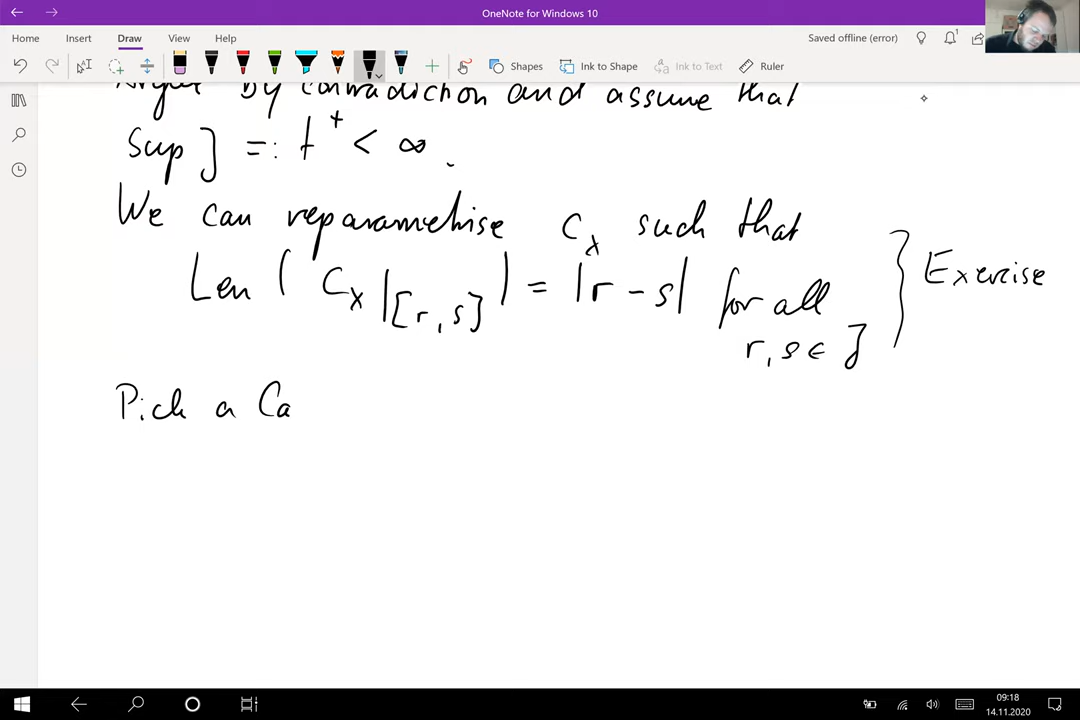 OneNote for Windows 10
Home Insert Draw View Help
Saved offline (error)
Shapes Ink to Shape Ink to Text Ruler
by contradiction and assume that
Sup J =: t⁺ < ∞.
We can reparametrise cₓ such that
Len ( cₓ|[r,s] ) = |r - s| for all
r, s ∈ J
} Exercise
Pick a Ca
09:18
14.11.2020